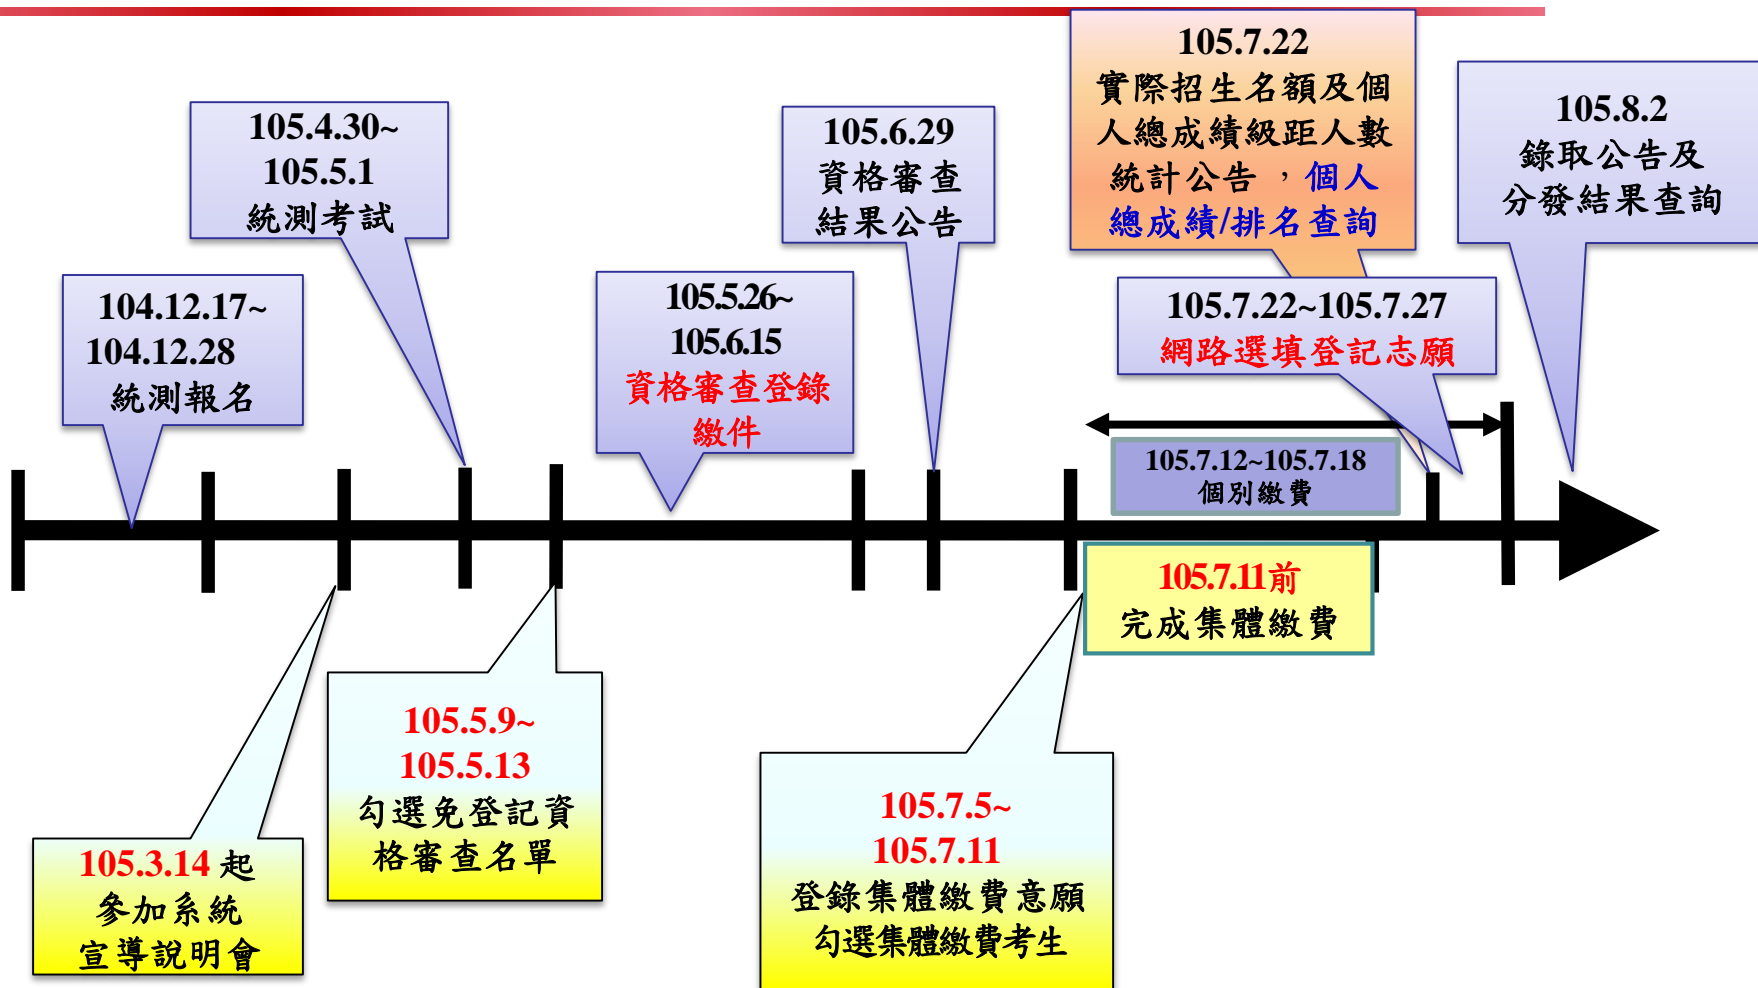 104.12.17~
104.12.28
統測報名
105.4.30~
105.5.1
統測考試
105.5.26~
105.6.15
資格審查登錄
繳件
105.6.29
資格審查
結果公告
105.7.22
實際招生名額及個
人總成績級距人數
統計公告，個人
總成績/排名查詢
105.7.22~105.7.27
網路選填登記志願
105.8.2
錄取公告及
分發結果查詢
105.7.12~105.7.18
個別繳費
105.7.11前
完成集體繳費
105.3.14 起
參加系統
宣導說明會
105.5.9~
105.5.13
勾選免登記資
格審查名單
105.7.5~
105.7.11
登錄集體繳費意願
勾選集體繳費考生